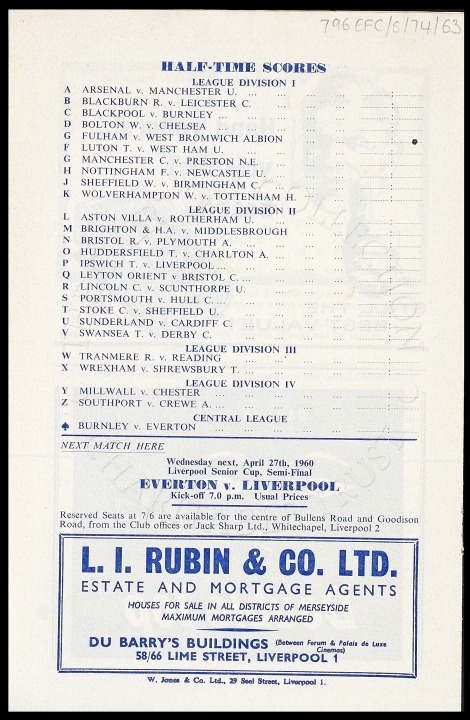 796 EFC/6/74/63
HALF-TIME SCORES
LEAGUE DIVISION I
A ARSENAL v. MANCHESTER U. ... ...
B BLACKBURN R. v. LEICESTER C. ...
C BLACKPOOL v. BURNLEY ... ... ...
D BOLTON W. v. CHELSEA ... ...
G FULHAM v. WEST BROMWICH ALBION
F LUTON T. v. WEST HAM U. ... ...
G MANCHESTER C. v. PRESTON N.E. ...
H NOTTINGHAM F. v. NEWCASTLE U. ...
J SHEFFIELD W. v. BIRMINGHAM C. ...
K WOLVERHAMPTON W. v. TOTTENHAM H.
LEAGUE DIVISION II
L ASTON VILLA v. ROTHERHAM U. ...
M BRIGHTON & H.A. v. MIDDLESBROUGH
N BRISTOL R. v. PLYMOUTH A. ... ...
O HUDDERSFIELD T. v. CHARLTON A. ...
P IPSWICH T. v. LIVERPOOL ... ... ...
Q LEYTON ORIENT v. BRISTOL C. ... ...
R LINCOLN C. v. SCUNTHORPE U. ...
S PORTSMOUTH v. HULL C. ... ... ...
T STOKE C. v. SHEFFIELD U. ... ...
U SUNDERLAND v. CARDIFF C. ... ...
V SWANSEA T. v. DERBY C. ... ...
LEAGUE DIVISION III
W TRANMERE R. v. READING ... ...
X WREXHAM v. SHREWSBURY T. ... ...
LEAGUE DIVISION IV
Y MILLWALL v. CHESTER ... ...
Z SOUTHPORT v. CREWE A. ... ... ...
CENTRAL LEAGUE
♠ BURNLEY v. EVERTON ... ... ...
NEXT MATCH HERE
Wednesday next, April 27th, 1960
Liverpool Senior Cup, Semi-Final
EVERTON v. LIVERPOOL
Kick-off 7.0 p.m. Usual Prices
Reserved Seats at 7/6 are available for the centre of Bullens Road and Goodison
Road, from the Club offices or Jack Sharp Ltd., Whitechapel, Liverpool 2
L. I. RUBIN & CO. LTD.
ESTATE AND MORTGAGE AGENTS
HOUSES FOR SALE IN ALL DISTRICTS OF MERSEYSIDE
MAXIMUM MORTGAGES ARRANGED
DU BARRY'S BUILDINGS (Between Forum & Palais de Luxe Cinemas)
58/66 LIME STREET, LIVERPOOL 1
W. Jones & Co. Ltd., 29 Seel Street, Liverpool 1.